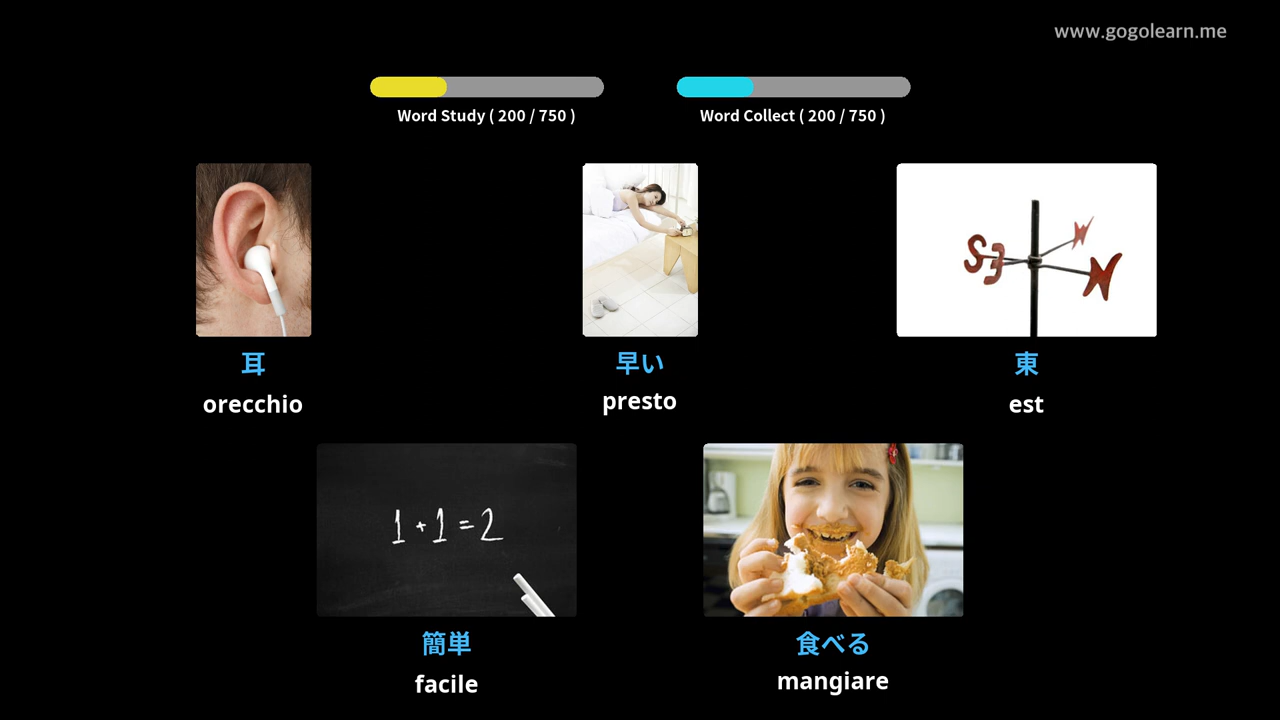 www.gogolearn.me
Word Study ( 200 / 750 )
Word Collect ( 200 / 750 )
耳
orecchio
早い
presto
S E N N
東
est
1 + 1 = 2
簡単
facile
食べる
mangiare